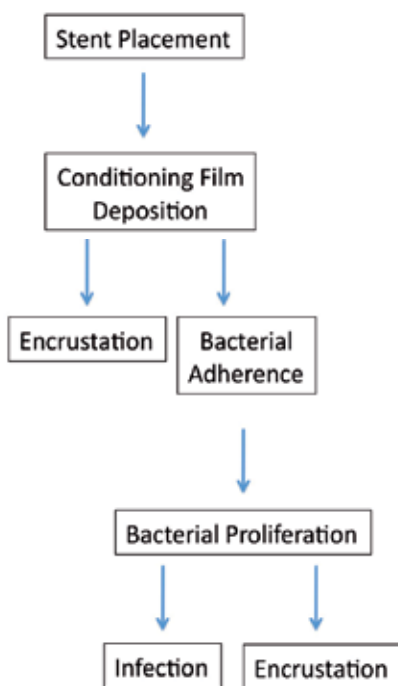 Stent Placement
Conditioning Film
Deposition
Encrustation
Bacterial
Adherence
Bacterial Proliferation
Infection
Encrustation